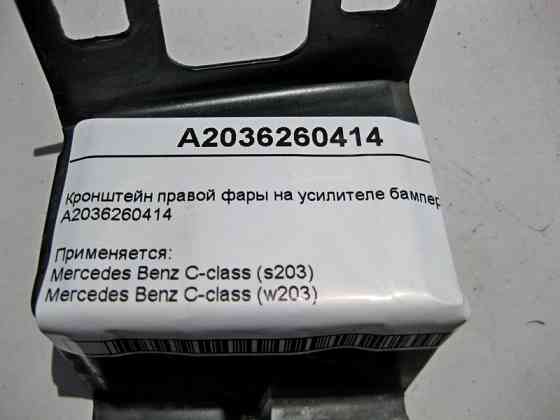 A2036260414
Кронштейн правой фары на усилителе бампер
A2036260414
Применяется:
Mercedes Benz C-class (s203)
Mercedes Benz C-class (w203)